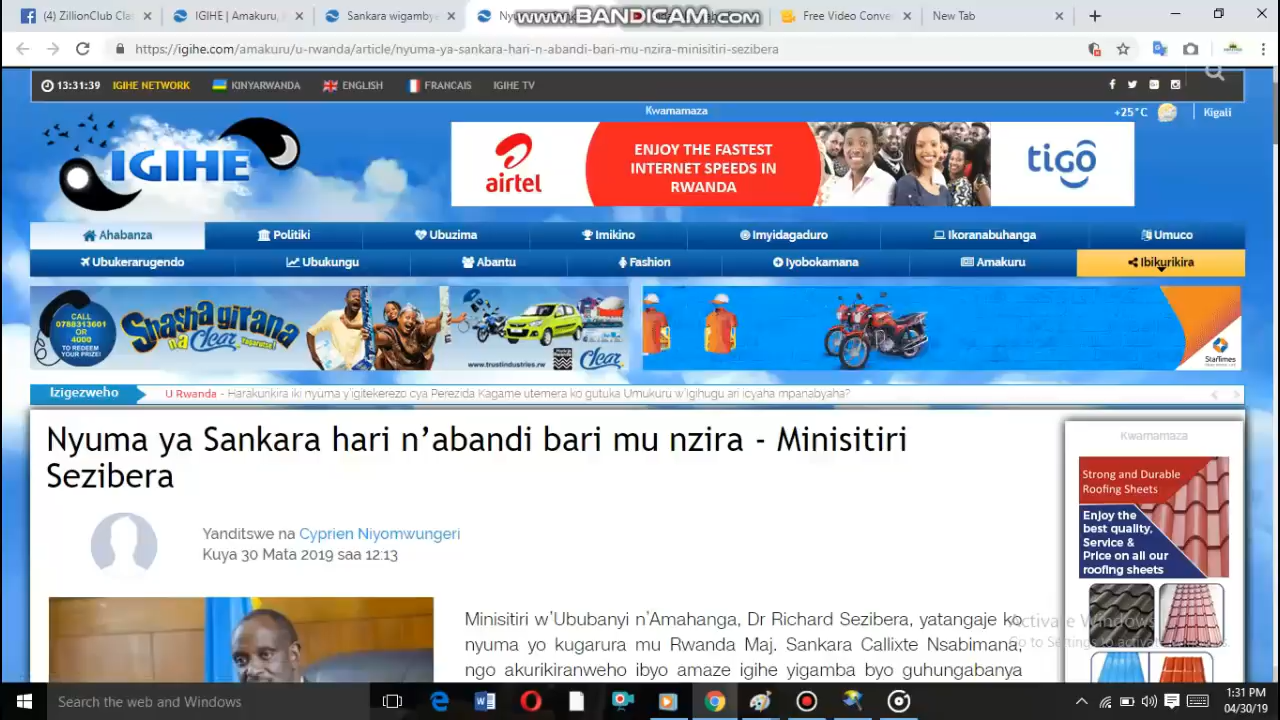 (4) ZillionClub Cla
IGIHE | Amakuru,
Sankara wigambye
www.BANDICAM.com
Free Video Conve
New Tab
https://igihe.com/amakuru/u-rwanda/article/nyuma-ya-sankara-hari-n-abandi-bari-mu-nzira-minisitiri-sezibera
13:31:39 IGIHE NETWORK KINYARWANDA ENGLISH FRANCAIS IGIHE TV
Kwamamaza
+25°C Kigali
IGIHE
airtel
ENJOY THE FASTEST
INTERNET SPEEDS IN
RWANDA
tigo
Ahabanza Politiki Ubuzima Imikino Imyidagaduro Ikoranabuhanga Umuco
Ubukerarugendo Ubukungu Abantu Fashion Iyobokamana Amakuru Ibikurikira
CALL
0788313601
OR
4000
TO REDEEM
YOUR PRIZE!
Shasha girana
na Clear
www.trustindustries.rw
Clear
StarTimes
Izigezweho
U Rwanda - Harakunkira iki nyuma y'igitekerezo cya Perezida Kagame utemera ko gutuka Umukuru w'Igihugu ari icyaha mpanabyaha?
Nyuma ya Sankara hari n'abandi bari mu nzira - Minisitiri
Sezibera
Yanditswe na Cyprien Niyomwungeri
Kuya 30 Mata 2019 saa 12:13
Minisitiri w'Ububanyi n'Amahanga, Dr Richard Sezibera, yatangaje ko
nyuma yo kugarura mu Rwanda Maj. Sankara Callixte Nsabimana,
ngo akurikiranweho ibyo amaze igihe yigamba byo guhungabanya
Kwamamaza
Strong and Durable
Roofing Sheets
Enjoy the
best quality,
Service &
Price on all our
roofing sheets
Activate Windows
Go to Settings to activate Windows.
Search the web and Windows
1:31 PM
04/30/19